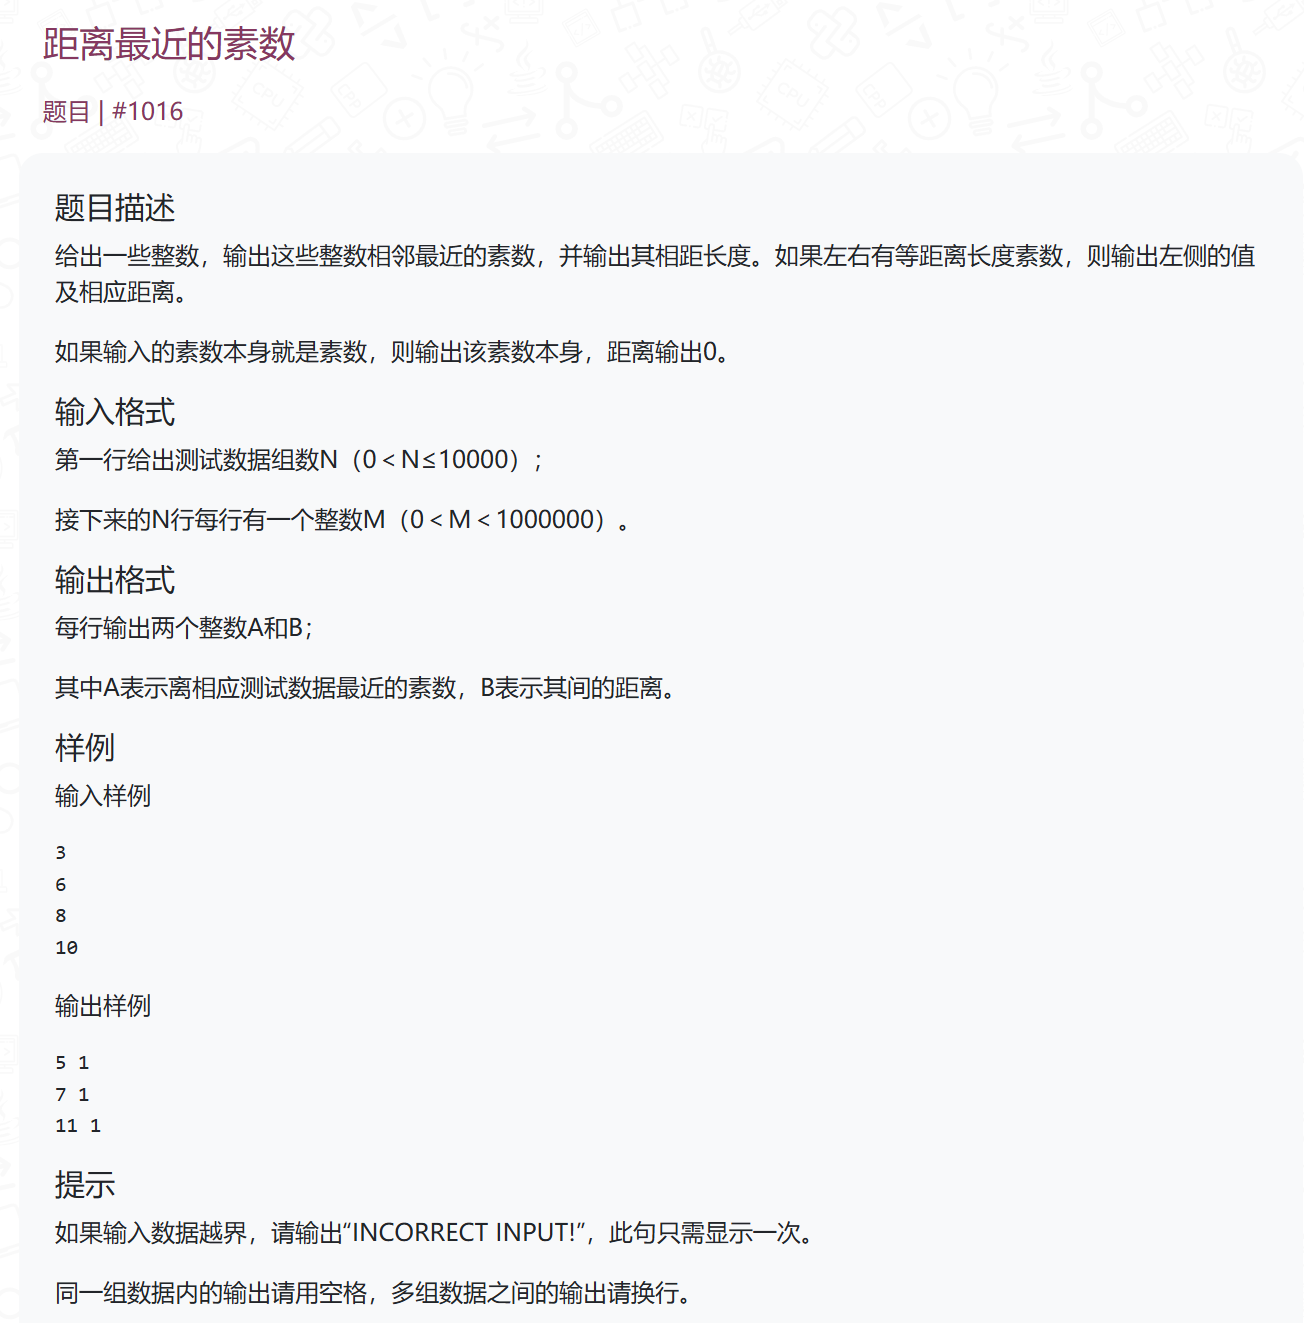 距离最近的素数
题目 | #1016
题目描述
给出一些整数，输出这些整数相邻最近的素数，并输出其相距长度。如果左右有等距离长度素数，则输出左侧的值
及相应距离。
如果输入的素数本身就是素数，则输出该素数本身，距离输出0。
输入格式
第一行给出测试数据组数N（0＜N≤10000）；
接下来的N行每行有一个整数M（0＜M＜1000000）。
输出格式
每行输出两个整数A和B；
其中A表示离相应测试数据最近的素数，B表示其间的距离。
样例
输入样例
3
6
8
10
输出样例
5 1
7 1
11 1
提示
如果输入数据越界，请输出“INCORRECT INPUT!”，此句只需显示一次。
同一组数据内的输出请用空格，多组数据之间的输出请换行。